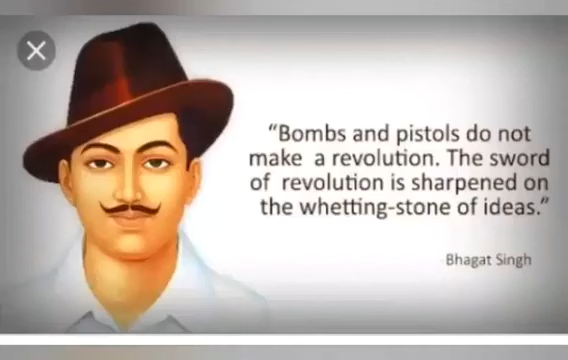 “Bombs and pistols do not
make a revolution. The sword
of revolution is sharpened on
the whetting-stone of ideas.”
Bhagat Singh